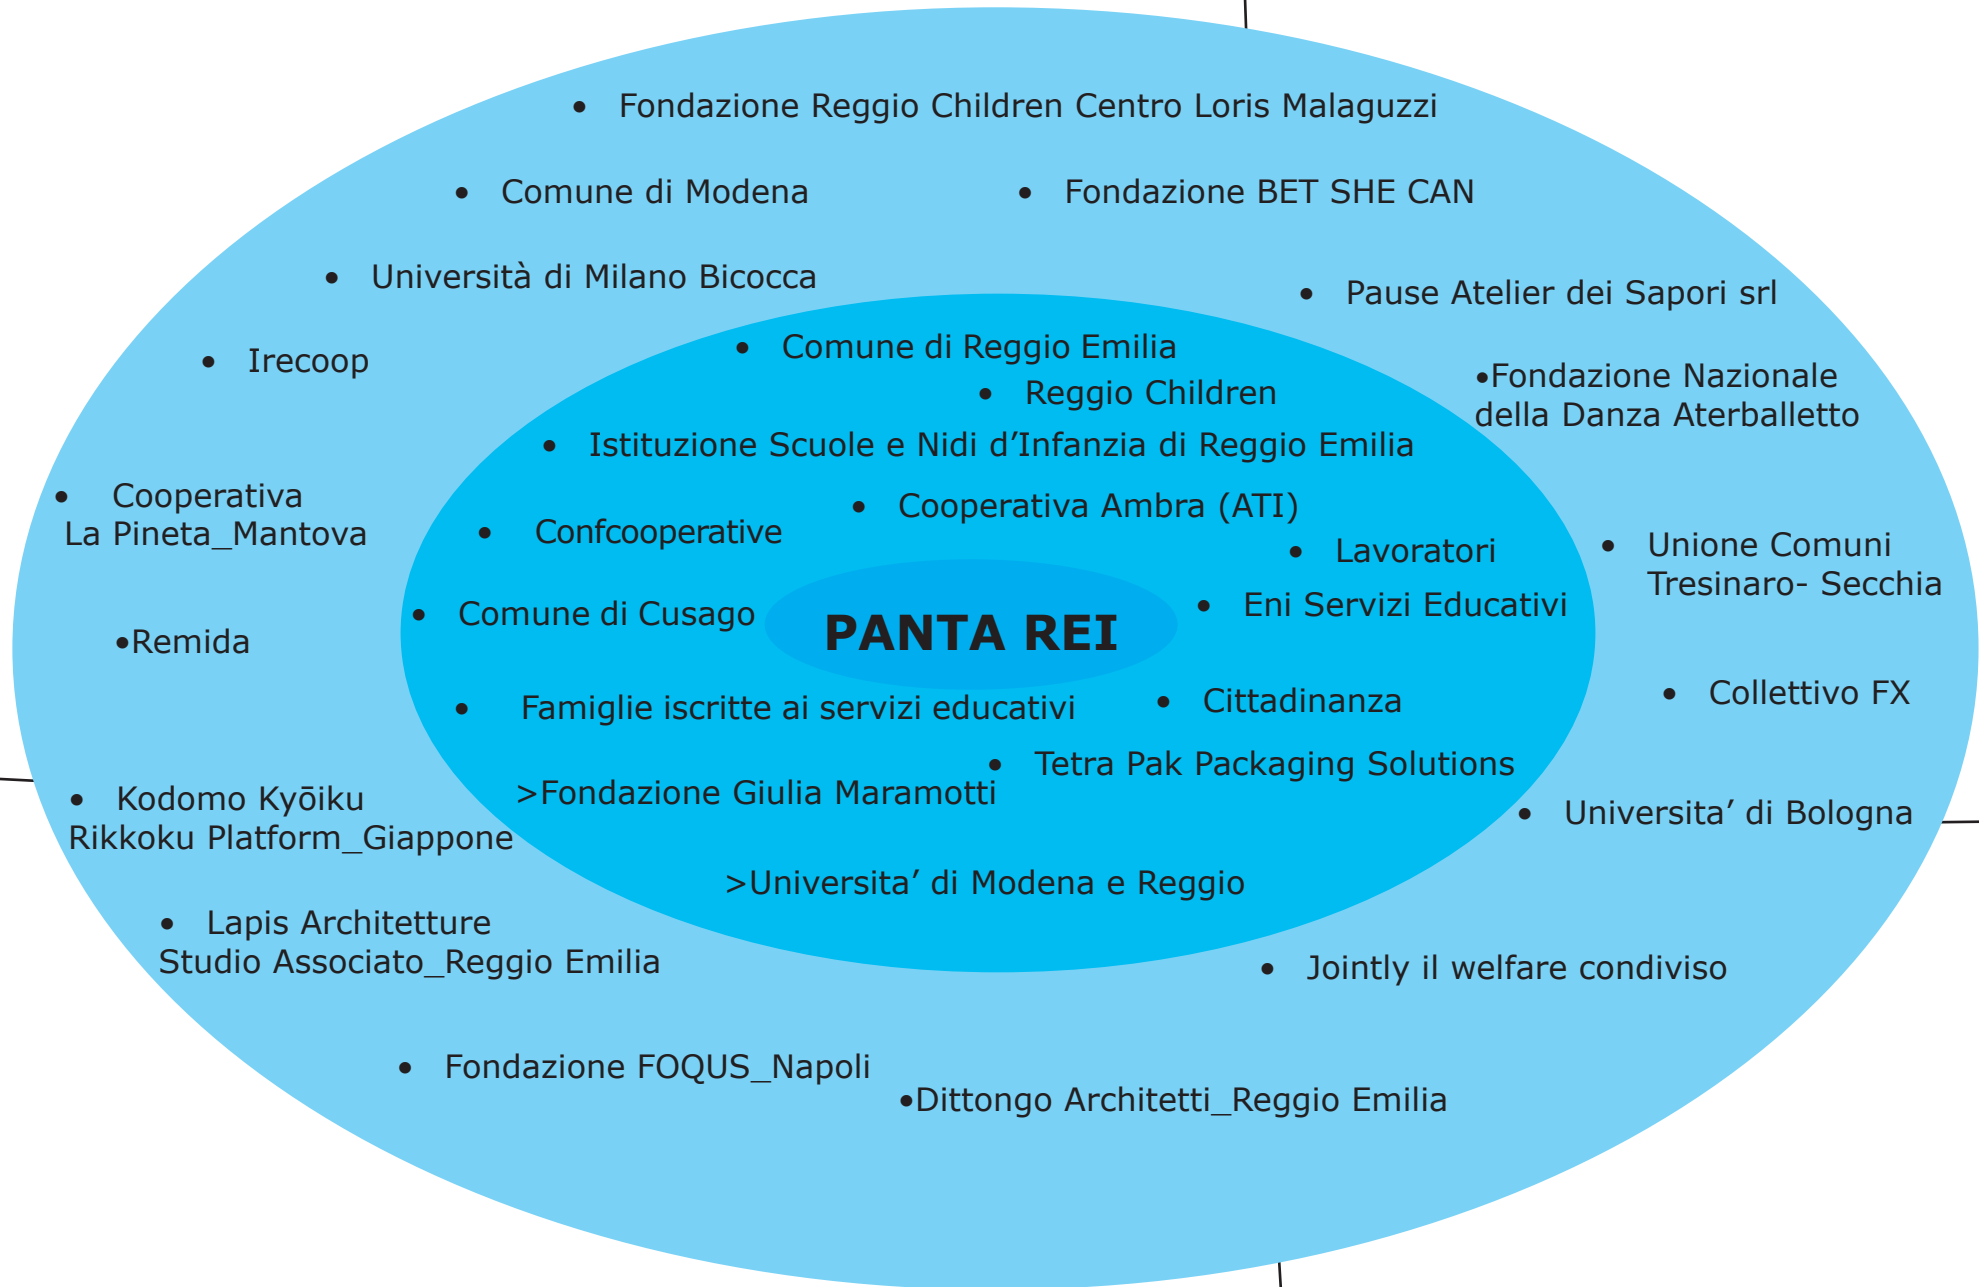 • Fondazione Reggio Children Centro Loris Malaguzzi
• Comune di Modena
• Fondazione BET SHE CAN
• Università di Milano Bicocca
• Pause Atelier dei Sapori srl
• Comune di Reggio Emilia
• Irecoop
•Fondazione Nazionale
della Danza Aterballetto
• Reggio Children
• Istituzione Scuole e Nidi d’Infanzia di Reggio Emilia
• Cooperativa
La Pineta_Mantova
• Cooperativa Ambra (ATI)
• Confcooperative
• Lavoratori
• Unione Comuni
Tresinaro- Secchia
• Comune di Cusago
PANTA REI
• Eni Servizi Educativi
•Remida
• Famiglie iscritte ai servizi educativi
• Cittadinanza
• Collettivo FX
• Tetra Pak Packaging Solutions
>Fondazione Giulia Maramotti
• Kodomo Kyōiku
Rikkoku Platform_Giappone
• Universita’ di Bologna
>Universita’ di Modena e Reggio
• Lapis Architetture
Studio Associato_Reggio Emilia
• Jointly il welfare condiviso
• Fondazione FOQUS_Napoli
•Dittongo Architetti_Reggio Emilia